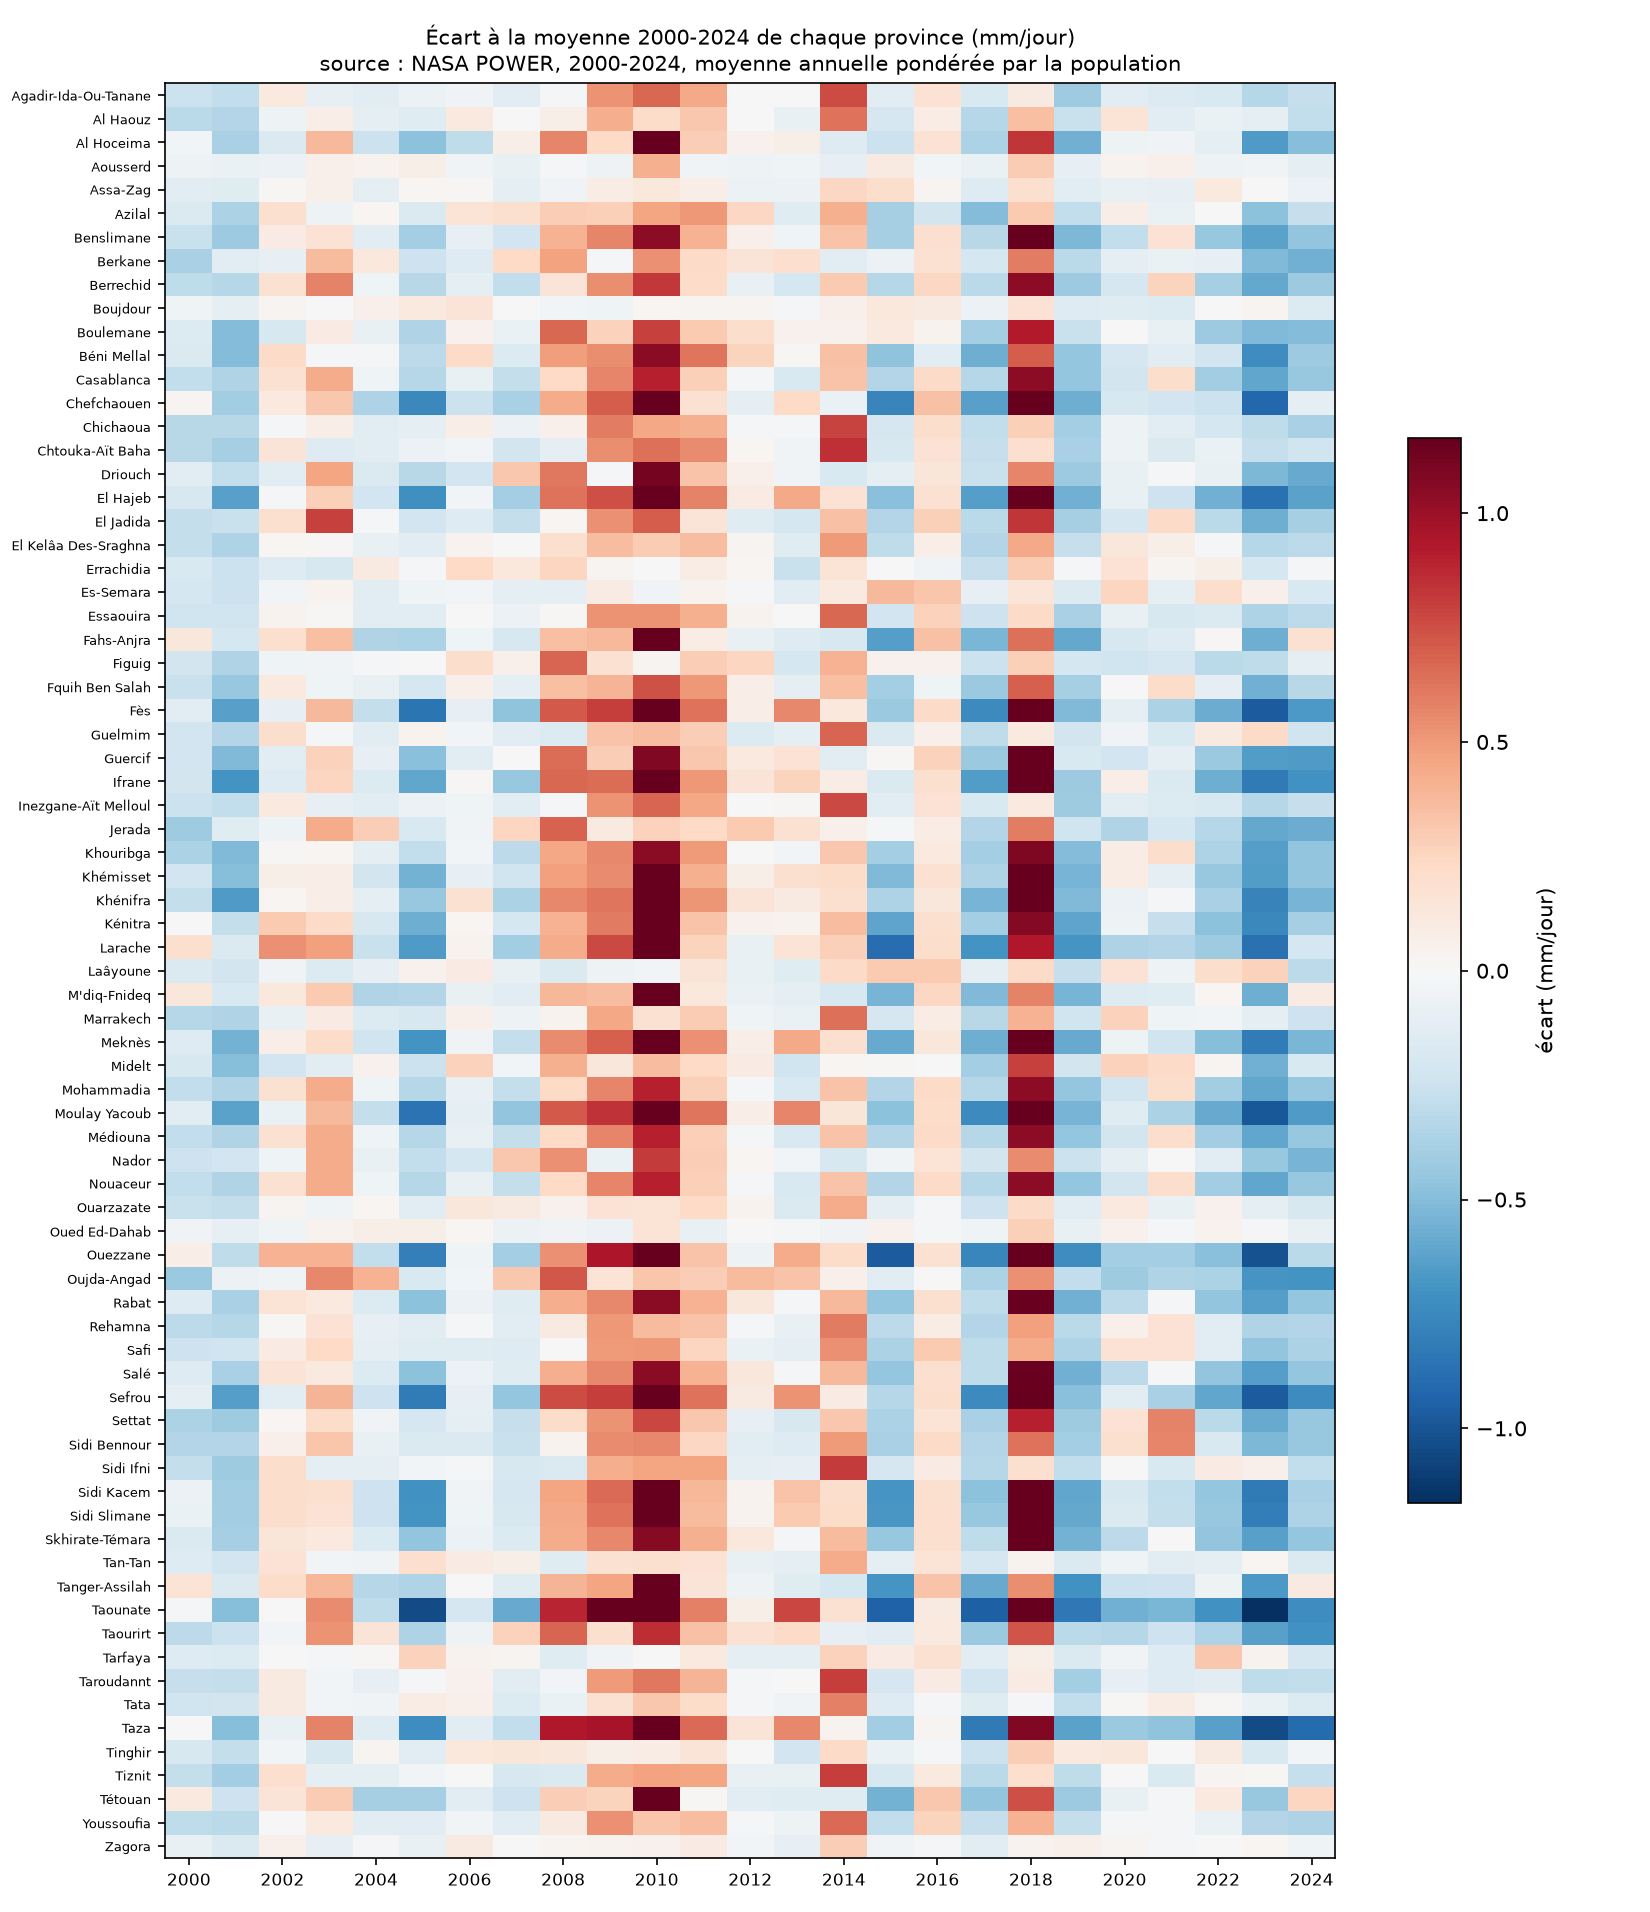 Écart à la moyenne 2000-2024 de chaque province (mm/jour)
source : NASA POWER, 2000-2024, moyenne annuelle pondérée par la population
Agadir-Ida-Ou-Tanane
Al Haouz
Al Hoceima
Aousserd
Assa-Zag
Azilal
Benslimane
Berkane
Berrechid
Boujdour
Boulemane
Béni Mellal
Casablanca
Chefchaouen
Chichaoua
Chtouka-Aït Baha
Driouch
El Hajeb
El Jadida
El Kelâa Des-Sraghna
Errachidia
Es-Semara
Essaouira
Fahs-Anjra
Figuig
Fquih Ben Salah
Fès
Guelmim
Guercif
Ifrane
Inezgane-Aït Melloul
Jerada
Khouribga
Khémisset
Khénifra
Kénitra
Larache
Laâyoune
M'diq-Fnideq
Marrakech
Meknès
Midelt
Mohammadia
Moulay Yacoub
Médiouna
Nador
Nouaceur
Ouarzazate
Oued Ed-Dahab
Ouezzane
Oujda-Angad
Rabat
Rehamna
Safi
Salé
Sefrou
Settat
Sidi Bennour
Sidi Ifni
Sidi Kacem
Sidi Slimane
Skhirate-Témara
Tan-Tan
Tanger-Assilah
Taounate
Taourirt
Tarfaya
Taroudannt
Tata
Taza
Tinghir
Tiznit
Tétouan
Youssoufia
Zagora
2000 2002 2004 2006 2008 2010 2012 2014 2016 2018 2020 2022 2024
1.0
0.5
0.0
−0.5
−1.0
écart (mm/jour)